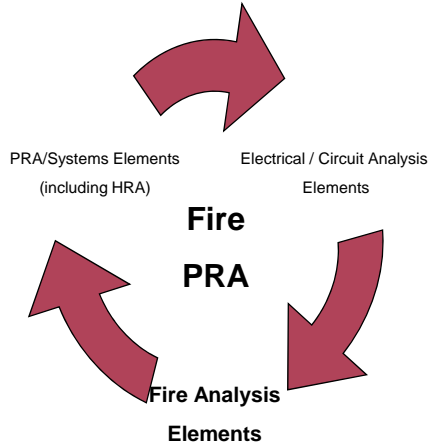 PRA/Systems Elements
(including HRA)
Electrical / Circuit Analysis
Elements
Fire
PRA
Fire Analysis
Elements